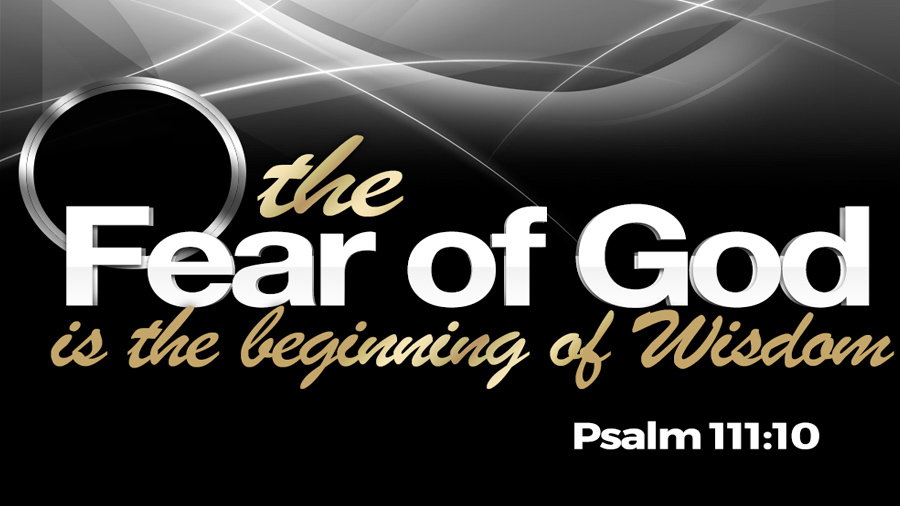 the
Fear of God
is the beginning of Wisdom
Psalm 111:10